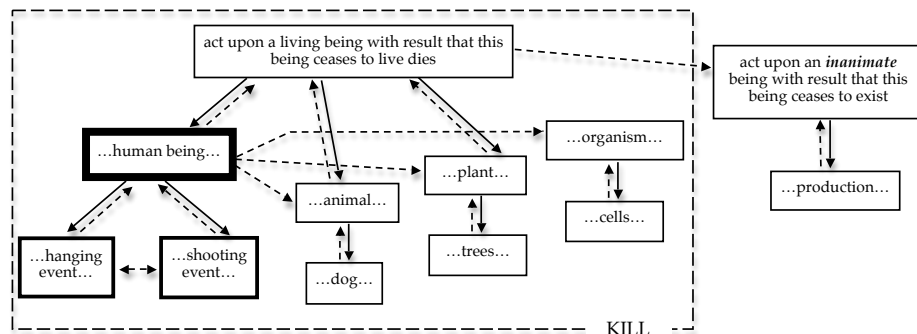 act upon a living being with result that this
being ceases to live dies
act upon an inanimate
being with result that this
being ceases to exist
…human being…
…organism…
…plant…
…animal…
…production…
…cells…
…hanging
event…
…shooting
event…
…trees…
…dog…
KILL